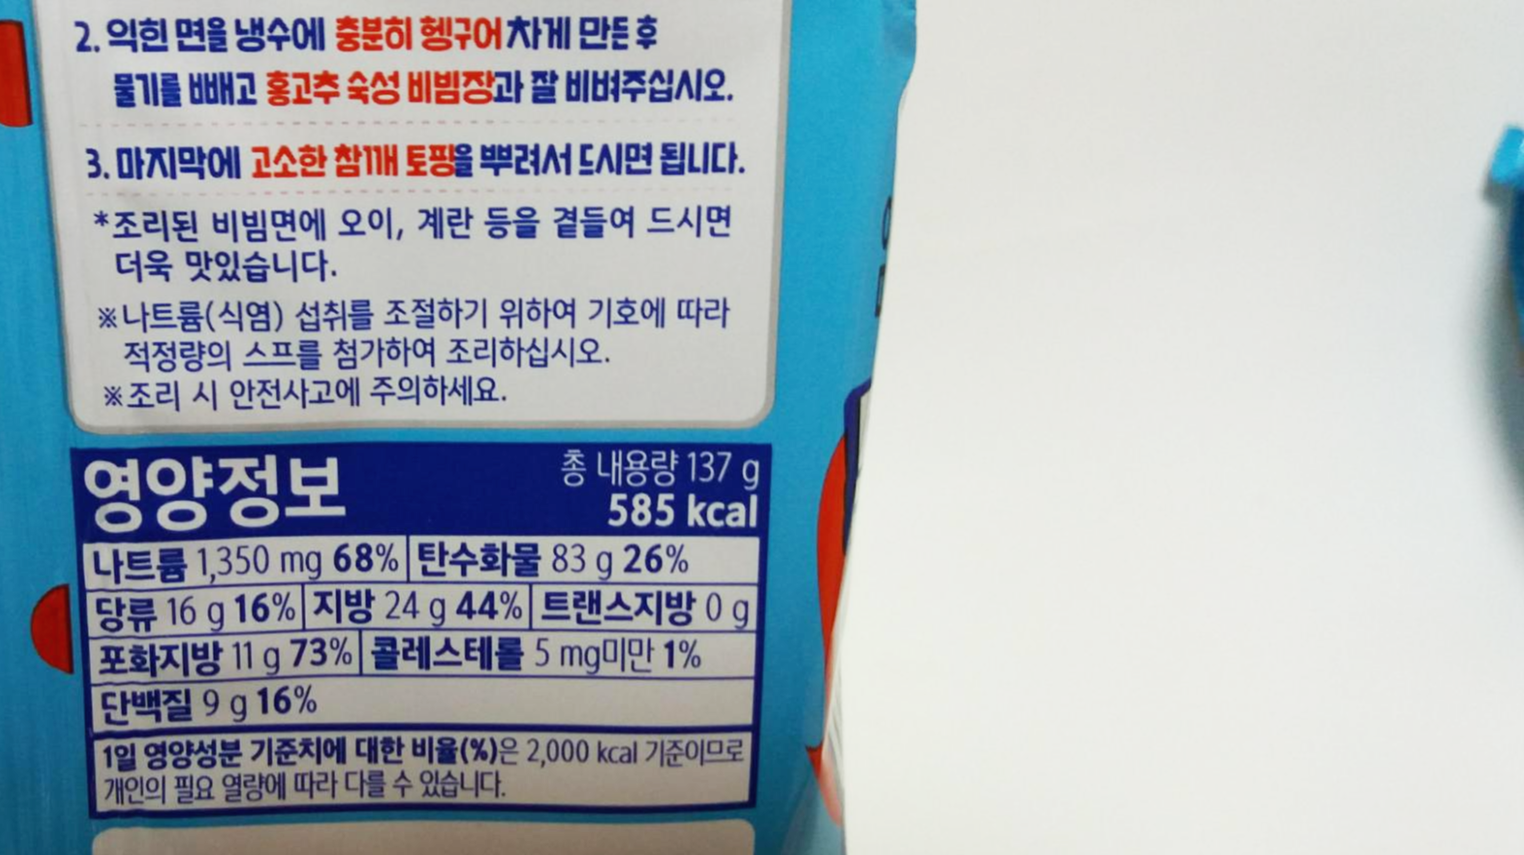 2. 익힌 면을 냉수에 충분히 헹구어 차게 만든 후
물기를 빼고 홍고추 숙성 비빔장과 잘 비벼주십시오.
3. 마지막에 고소한 참깨 토핑을 뿌려서 드시면 됩니다.
*조리된 비빔면에 오이, 계란 등을 곁들여 드시면
더욱 맛있습니다.
※나트륨(식염) 섭취를 조절하기 위하여 기호에 따라
적정량의 스프를 첨가하여 조리하십시오.
※조리 시 안전사고에 주의하세요.
영양정보 총 내용량 137 g
585 kcal
나트륨 1,350 mg 68% 탄수화물 83 g 26%
당류 16 g 16% 지방 24 g 44% 트랜스지방 0 g
포화지방 11 g 73% 콜레스테롤 5 mg미만 1%
단백질 9 g 16%
1일 영양성분 기준치에 대한 비율(%)은 2,000 kcal 기준이므로
개인의 필요 열량에 따라 다를 수 있습니다.